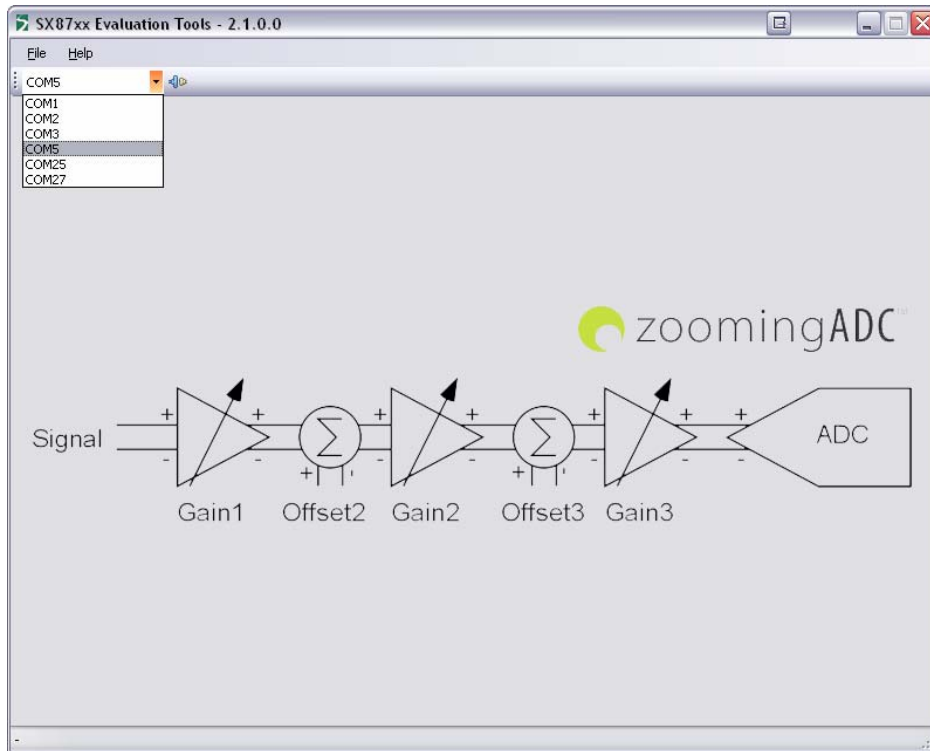 SX87xx Evaluation Tools - 2.1.0.0
File Help
COM5
COM1
COM2
COM3
COM5
COM25
COM27
zoomingADC™
+ + + + + + +
Signal Σ Σ ADC
- - + - - + - - -
Gain1 Offset2 Gain2 Offset3 Gain3
-